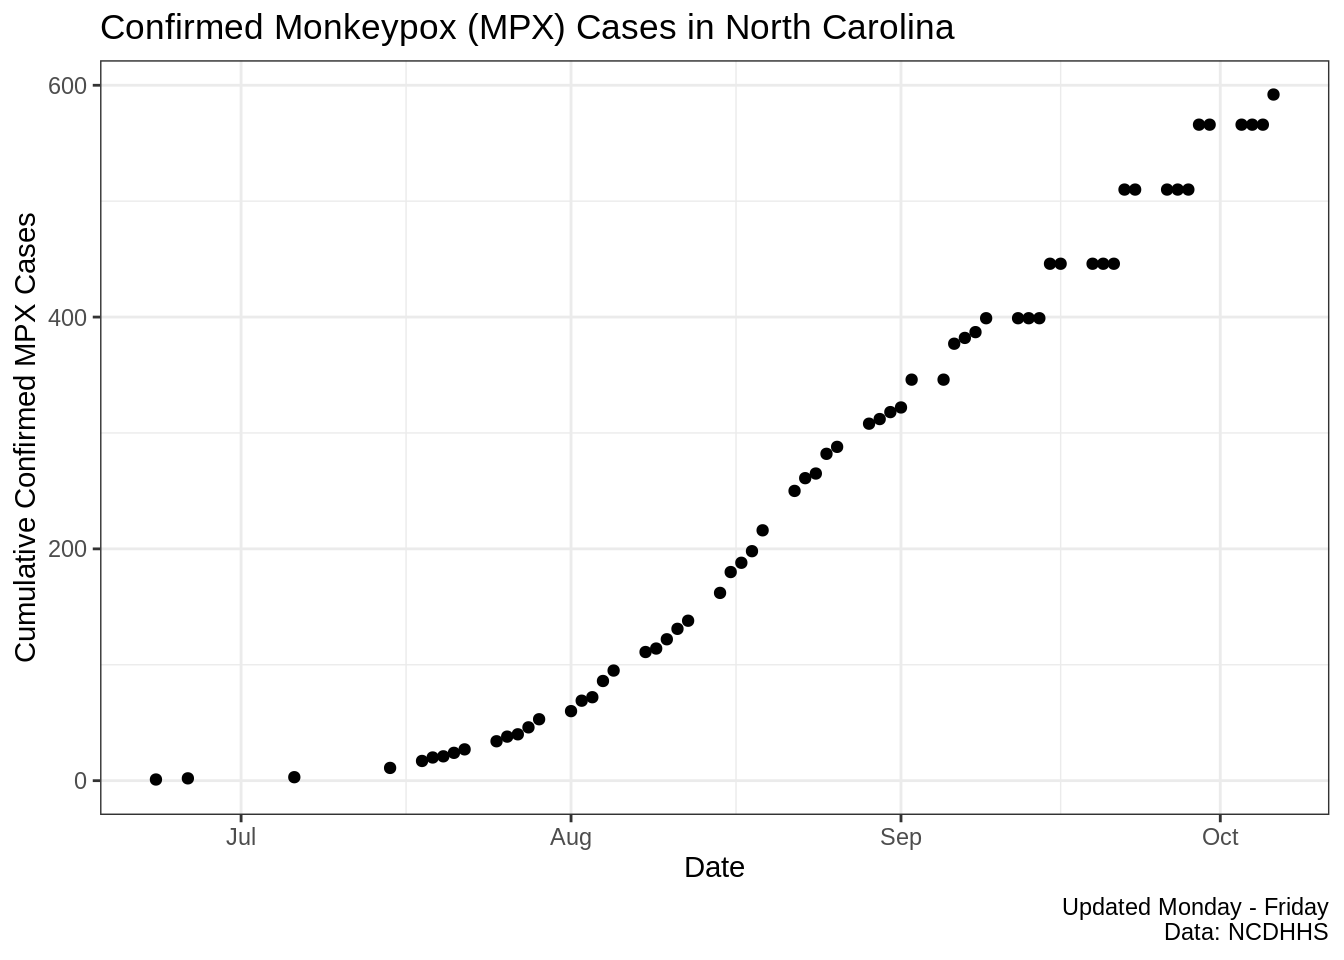 Confirmed Monkeypox (MPX) Cases in North Carolina
Cumulative Confirmed MPX Cases
600
400
200
0
Jul Aug Sep Oct
Date
Updated Monday - Friday
Data: NCDHHS